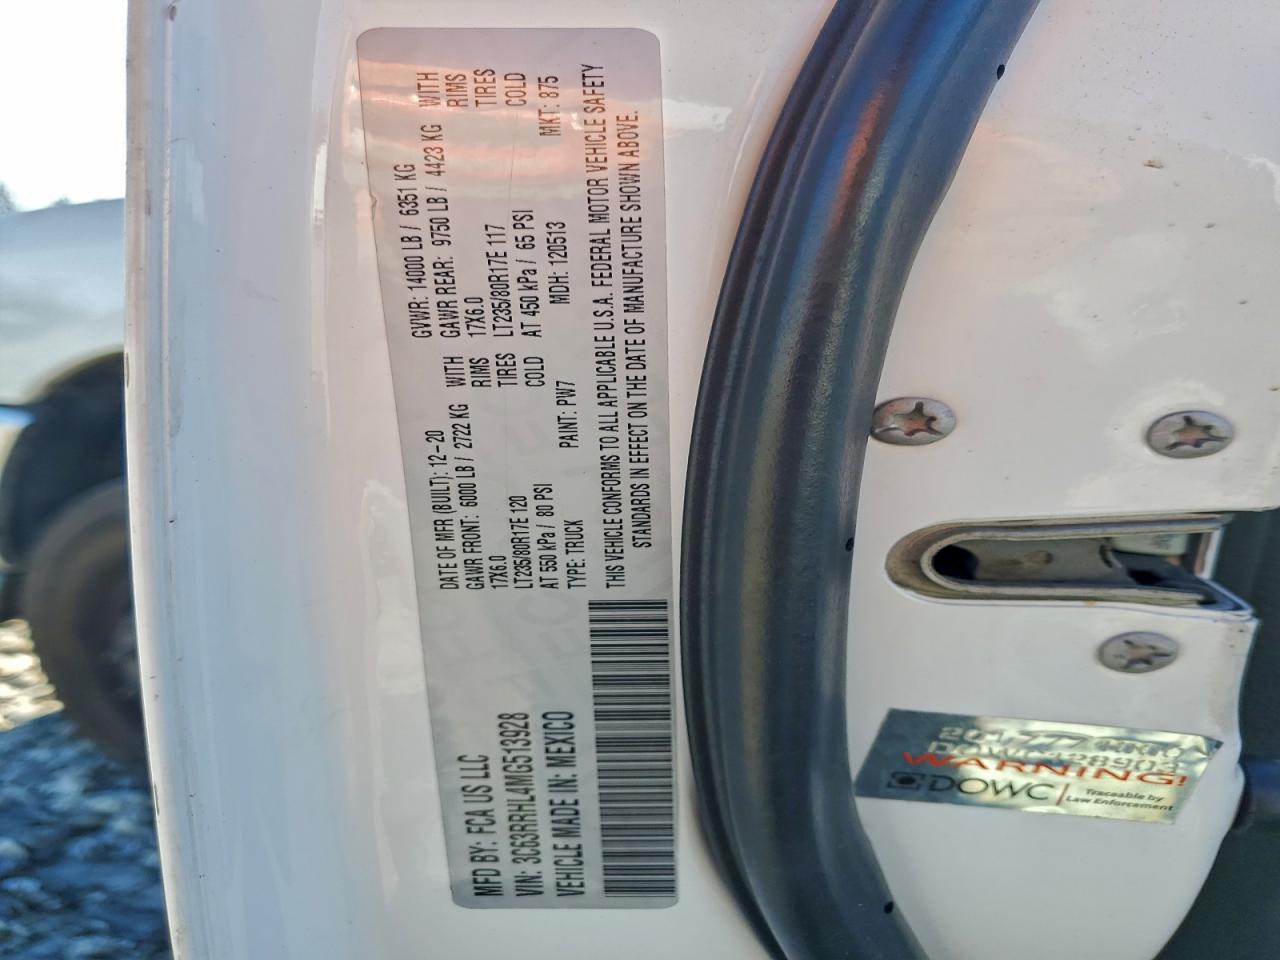 MFD BY: FCA US LLC
VIN: 3C63RRHL4MG513928
VEHICLE MADE IN: MEXICO
DATE OF MFR (BUILT): 12-20
GAWR FRONT: 6000 LB / 2722 KG WITH
17X6.0 RIMS
LT235/80R17E 120 TIRES
AT 550 kPa / 80 PSI COLD
TYPE: TRUCK PAINT: PW7
GVWR: 14000 LB / 6351 KG
GAWR REAR: 9750 LB / 4423 KG WITH
17X6.0 RIMS
LT235/80R17E 117 TIRES
AT 450 kPa / 65 PSI COLD
MDH: 120513 MKT: 875
THIS VEHICLE CONFORMS TO ALL APPLICABLE U.S.A. FEDERAL MOTOR VEHICLE SAFETY
STANDARDS IN EFFECT ON THE DATE OF MANUFACTURE SHOWN ABOVE.
WARNING!
DOWC
Traceable by
Law Enforcement